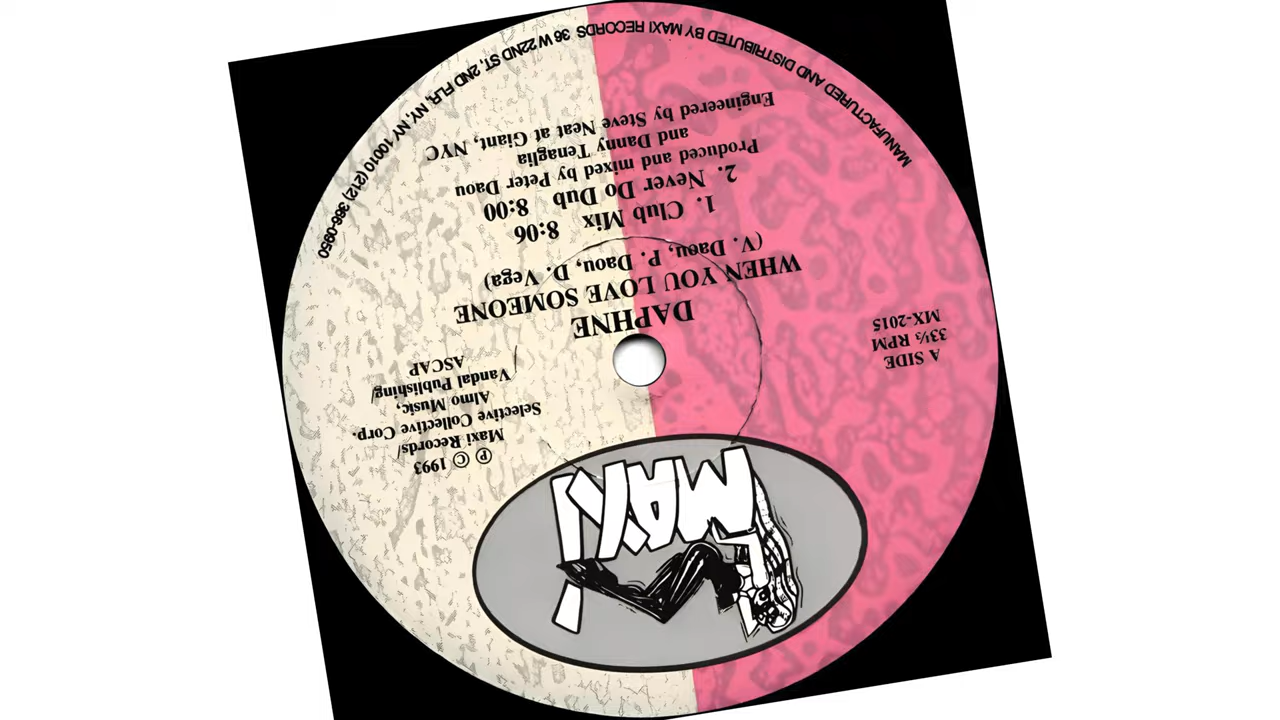 MAXI
℗ © 1993
Maxi Records/
Selective Collective Corp.
Almo Music,
Vandal Publishing/
ASCAP
A SIDE
33⅓ RPM
MX-2015
DAPHNE
WHEN YOU LOVE SOMEONE
(V. Daou, P. Daou, D. Vega)
1. Club Mix 8:06
2. Never Do Dub 8:00
Produced and mixed by Peter Daou
and Danny Tenaglia
Engineered by Steve Neat at Giant, NYC
MANUFACTURED AND DISTRIBUTED BY MAXI RECORDS 36 W 22ND ST, 2ND FLR, NY, NY 10010 (212) 366-0950